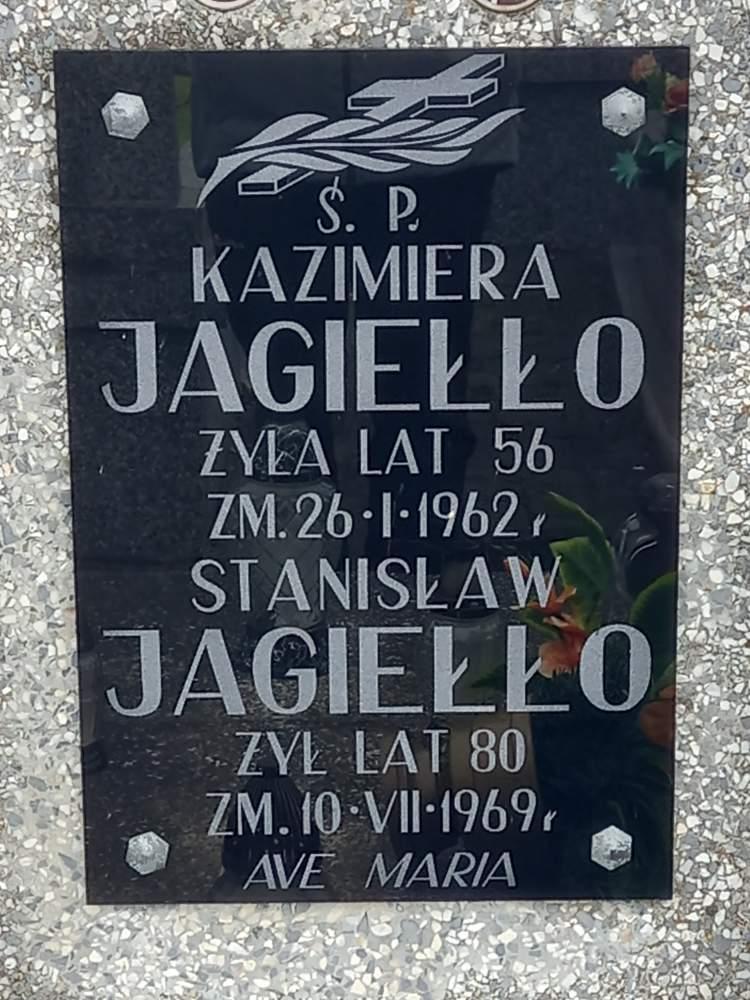 Ś. P.
KAZIMIERA
JAGIEŁŁO
ŻYŁA LAT 56
ZM. 26·I·1962 r
STANISŁAW
JAGIEŁŁO
ŻYŁ LAT 80
ZM. 10·VII·1969 r
AVE MARIA